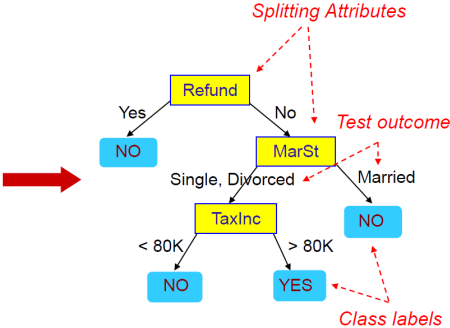 Splitting Attributes
Refund
Yes
No
Test outcome
NO
MarSt
Single, Divorced
Married
TaxInc
NO
< 80K
> 80K
NO
YES
Class labels